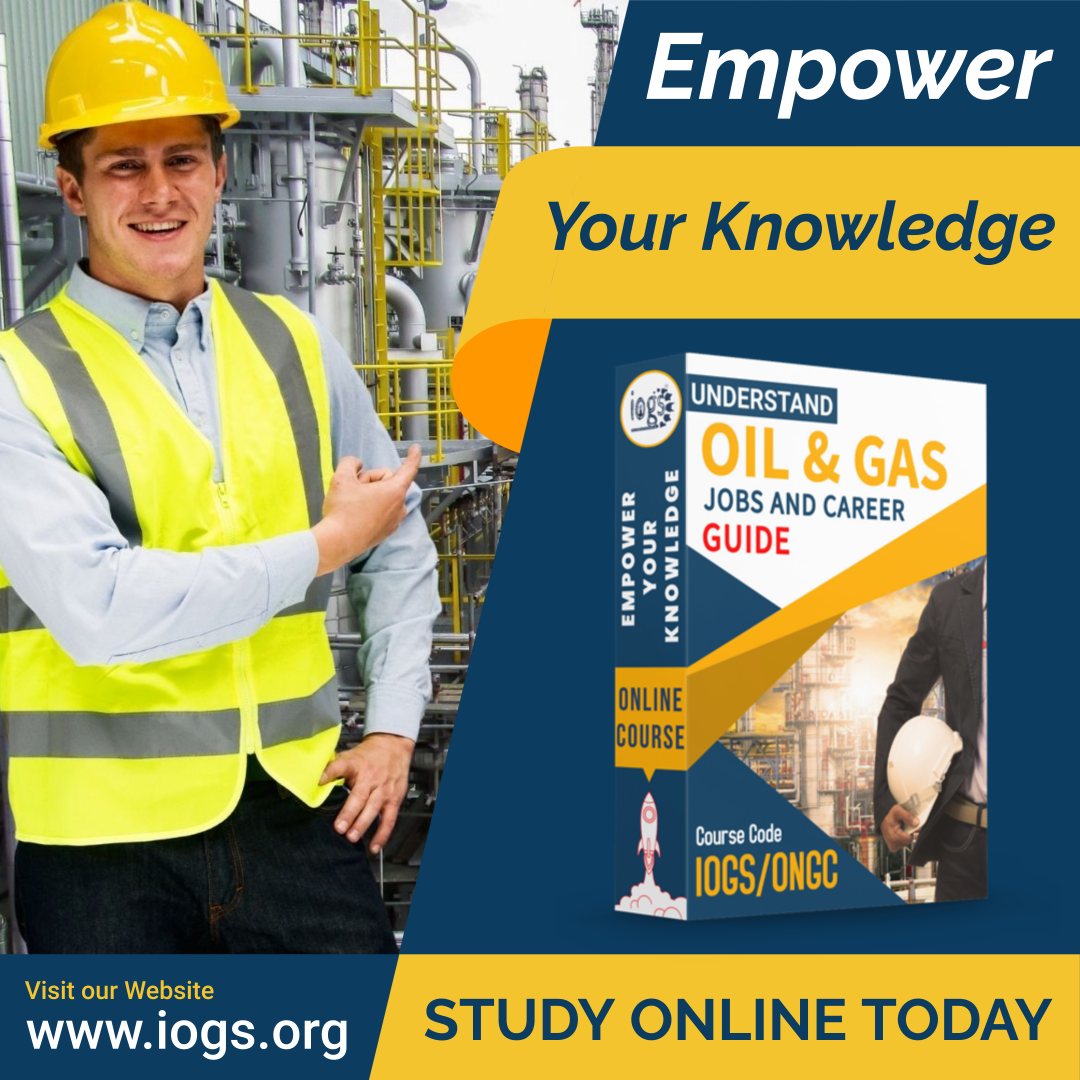 Empower
Your Knowledge
iogs
EMPOWER
YOUR
KNOWLEDGE
ONLINE
COURSE
UNDERSTAND
OIL & GAS
JOBS AND CAREER
GUIDE
Course Code
IOGS/ONGC
Visit our Website
www.iogs.org
STUDY ONLINE TODAY